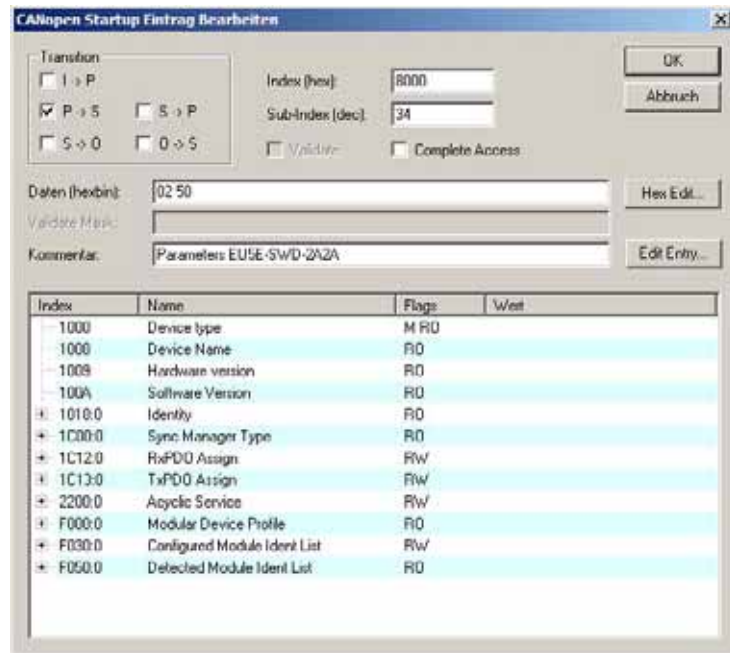 CANopen Startup Eintrag Bearbeiten
Transition
I -> P
P -> S
S -> P
S -> O
O -> S
Index (hex): 8000
Sub-Index (dec): 34
Validate
Complete Access
OK
Abbruch
Daten (hexbin): 02 50
Hex Edit...
Validate Mask:
Kommentar: Parameters EU5E-SWD-2A2A
Edit Entry...
Index Name Flags Wert
1000 Device type M RO
1008 Device Name RO
1009 Hardware version RO
100A Software Version RO
1018:0 Identity RO
1C00:0 Sync Manager Type RO
1C12:0 RxPDO Assign RW
1C13:0 TxPDO Assign RW
2200:0 Acyclic Service RW
F000:0 Modular Device Profile RO
F030:0 Configured Module Ident List RW
F050:0 Detected Module Ident List RO